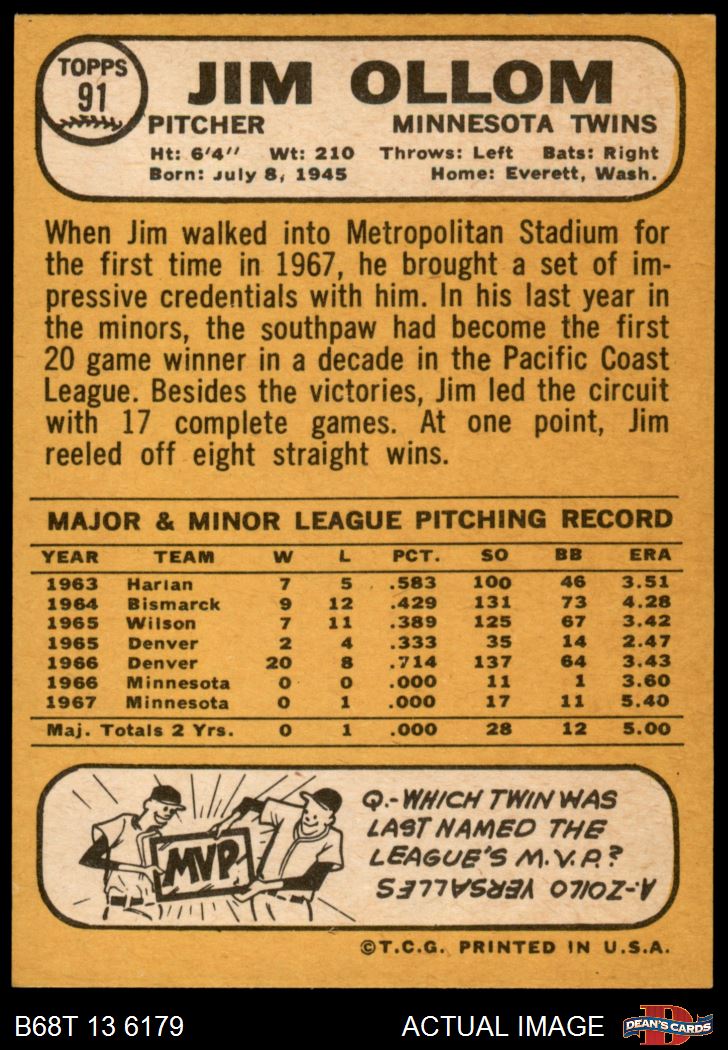 TOPPS
91
JIM OLLOM
PITCHER MINNESOTA TWINS
Ht: 6'4" Wt: 210 Throws: Left Bats: Right
Born: July 8, 1945 Home: Everett, Wash.
When Jim walked into Metropolitan Stadium for
the first time in 1967, he brought a set of im-
pressive credentials with him. In his last year in
the minors, the southpaw had become the first
20 game winner in a decade in the Pacific Coast
League. Besides the victories, Jim led the circuit
with 17 complete games. At one point, Jim
reeled off eight straight wins.
MAJOR & MINOR LEAGUE PITCHING RECORD
YEAR TEAM W L PCT. SO BB ERA
1963 Harlan 7 5 .583 100 46 3.51
1964 Bismarck 9 12 .429 131 73 4.28
1965 Wilson 7 11 .389 125 67 3.42
1965 Denver 2 4 .333 35 14 2.47
1966 Denver 20 8 .714 137 64 3.43
1966 Minnesota 0 0 .000 11 1 3.60
1967 Minnesota 0 1 .000 17 11 5.40
Maj. Totals 2 Yrs. 0 1 .000 28 12 5.00
MVP
Q.-WHICH TWIN WAS
LAST NAMED THE
LEAGUE'S M.V.P.?
A-ZOILO VERSALLES
©T.C.G. PRINTED IN U.S.A.
B68T 13 6179 ACTUAL IMAGE D DEAN'S CARDS